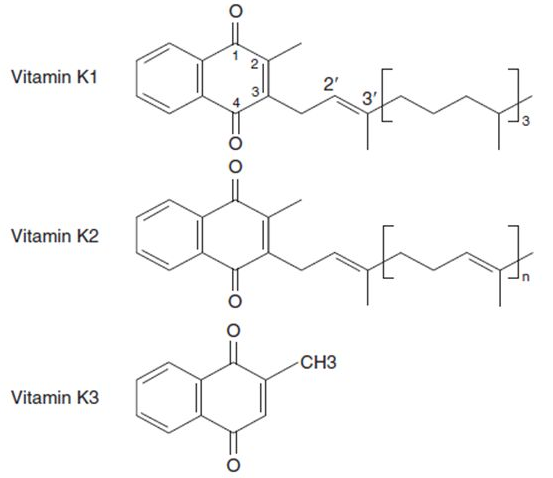 O
1
2
Vitamin K1
3
2′
3′
4
3
O
O
Vitamin K2
n
O
O
CH3
Vitamin K3
O